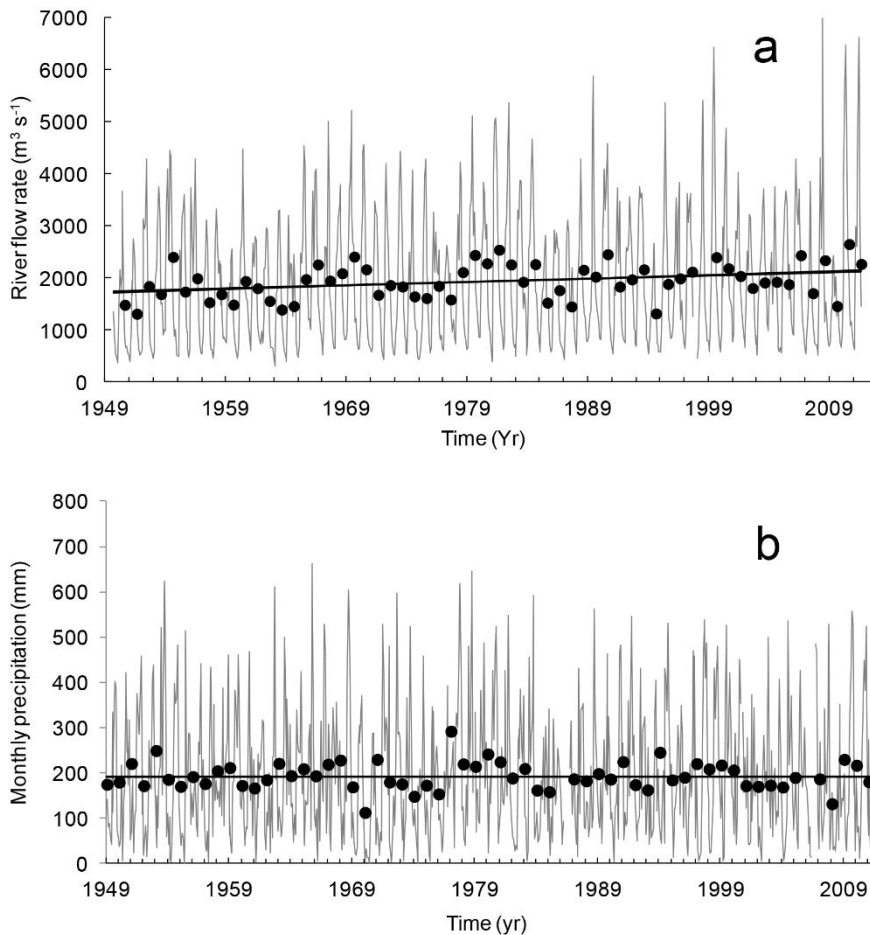 a
7000
6000
5000
4000
3000
2000
1000
0
River flow rate (m³ s⁻¹)
1949 1959 1969 1979 1989 1999 2009
Time (Yr)
b
800
700
600
500
400
300
200
100
0
Monthly precipitation (mm)
1949 1959 1969 1979 1989 1999 2009
Time (yr)